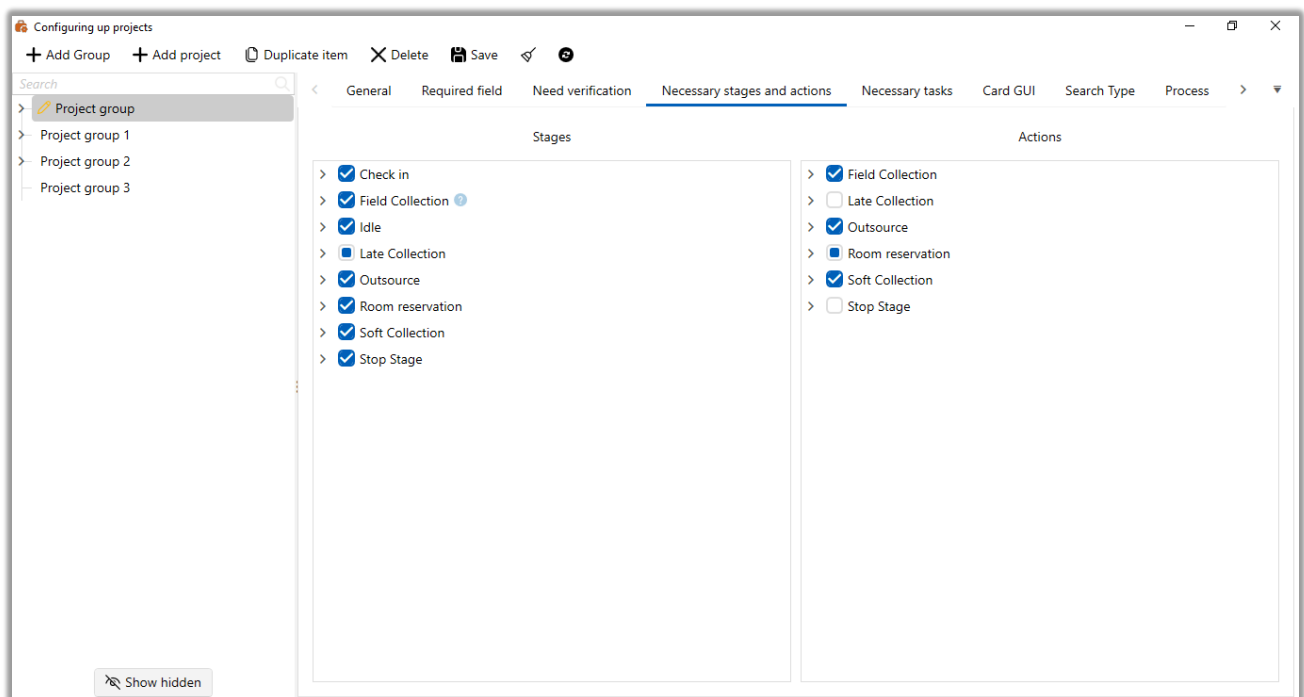 Configuring up projects
Add Group Add project Duplicate item Delete Save
Search
General Required field Need verification Necessary stages and actions Necessary tasks Card GUI Search Type Process
Project group
Project group 1
Project group 2
Project group 3
Stages
Check in
Field Collection ?
Idle
Late Collection
Outsource
Room reservation
Soft Collection
Stop Stage
Actions
Field Collection
Late Collection
Outsource
Room reservation
Soft Collection
Stop Stage
Show hidden